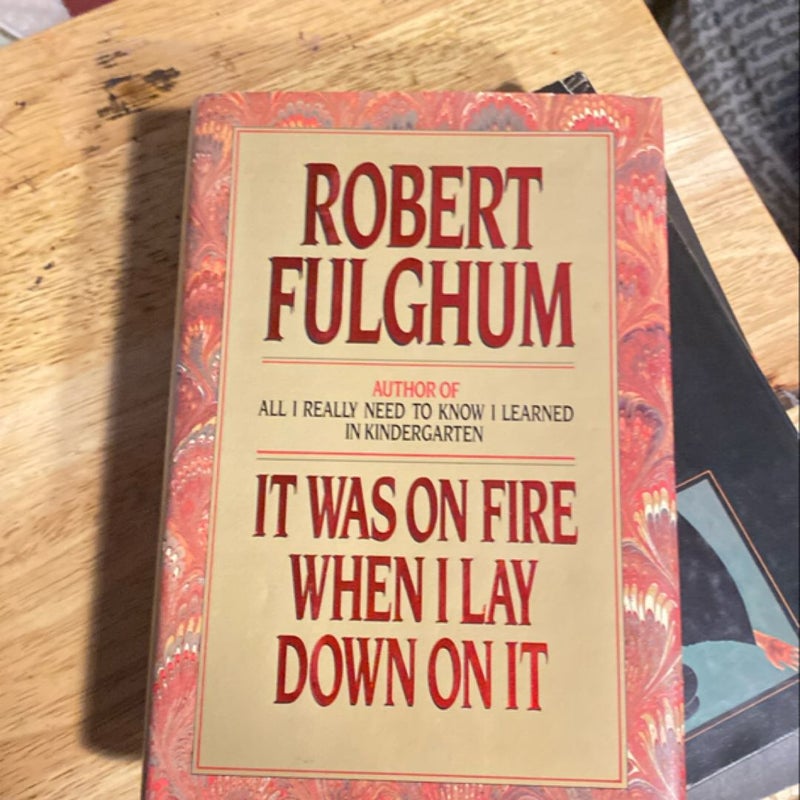 ROBERT
FULGHUM
AUTHOR OF
ALL I REALLY NEED TO KNOW I LEARNED
IN KINDERGARTEN
IT WAS ON FIRE
WHEN I LAY
DOWN ON IT